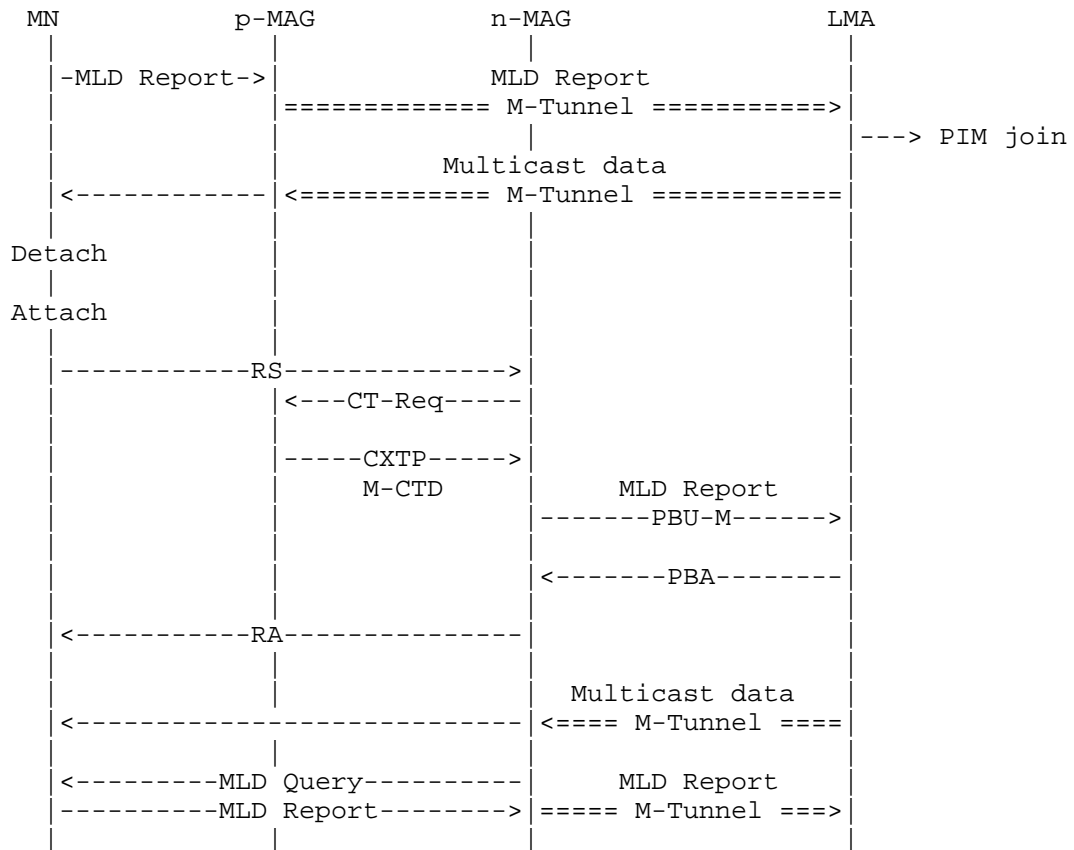 MN p-MAG n-MAG LMA
| | | |
|-MLD Report->| MLD Report |
| |============= M-Tunnel ===========>|
| | | |---> PIM join
| | Multicast data |
|<------------|<============ M-Tunnel ============|
| | | |
Detach | | |
| | | |
Attach | | |
| | | |
|------------RS-------------->| |
| |<---CT-Req-----| |
| | | |
| |-----CXTP----->| |
| | M-CTD | MLD Report |
| | |-------PBU-M------>|
| | | |
| | |<-------PBA--------|
| | | |
|<-----------RA---------------| |
| | | |
| | | Multicast data |
|<----------------------------|<==== M-Tunnel ====|
| | | |
|<---------MLD Query----------| MLD Report |
|----------MLD Report-------->|===== M-Tunnel ===>|
| | | |